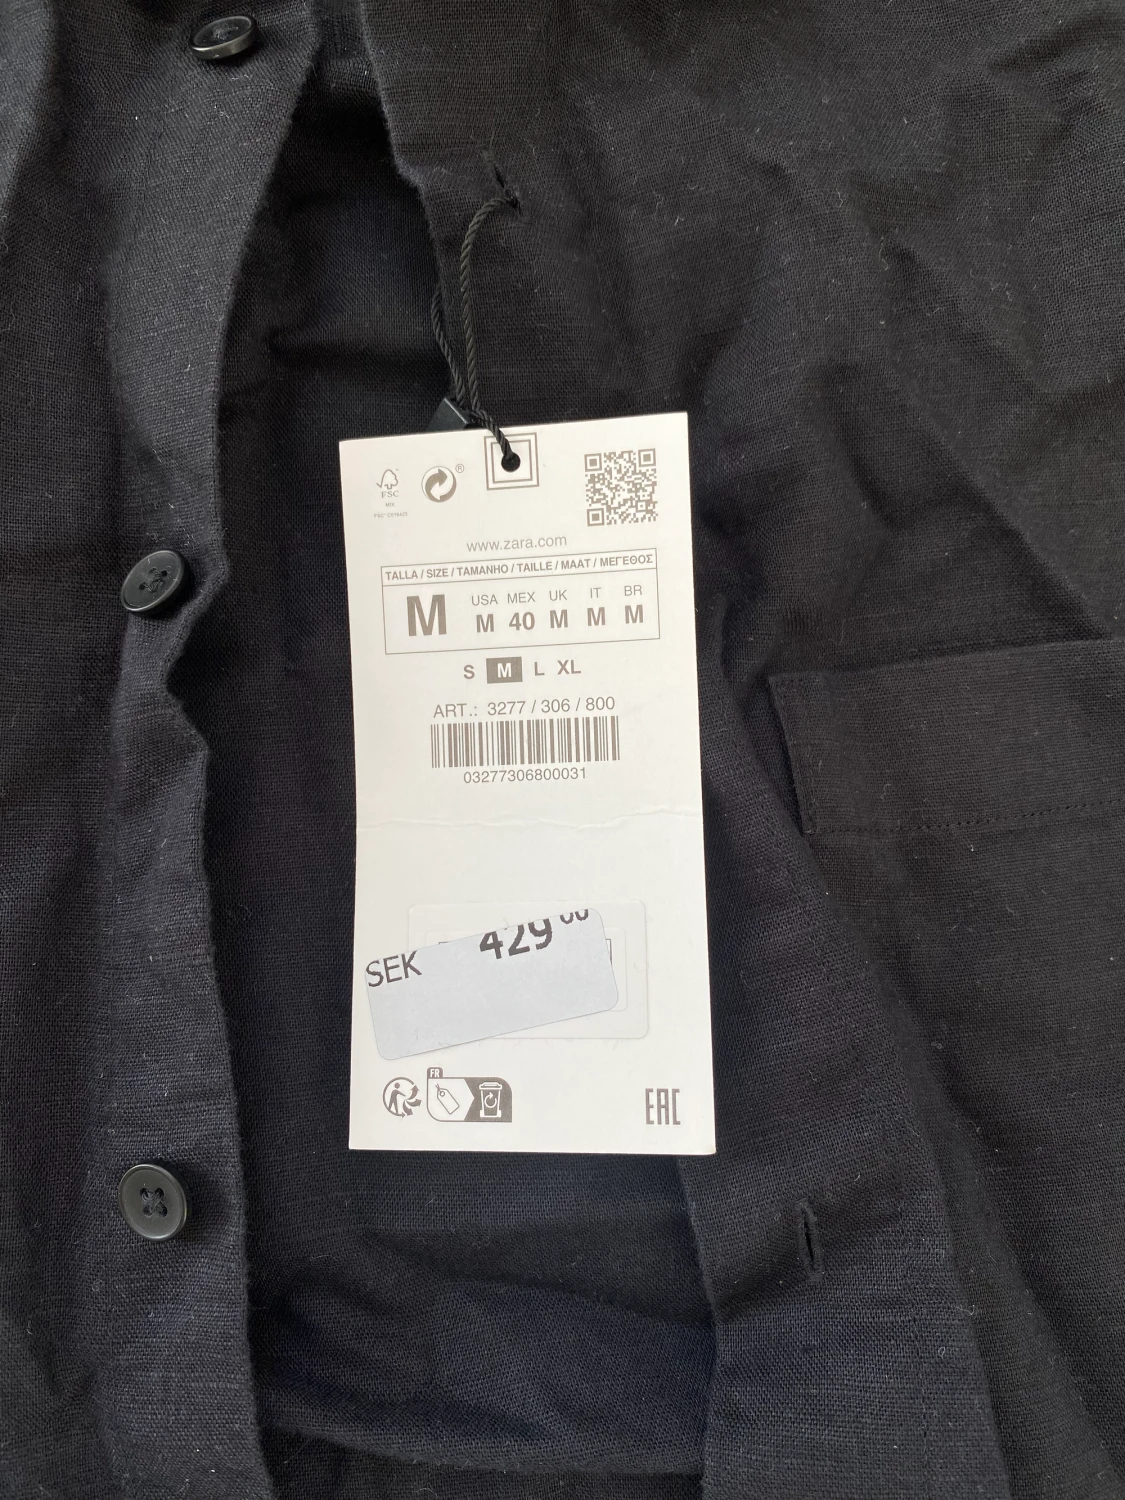 FSC
MIX
®
www.zara.com
TALLA / SIZE / TAMANHO / TAILLE / MAAT / ΜΕΓΕΘΟΣ
M
USA MEX UK IT BR
M 40 M M M
S M L XL
ART.: 3277 / 306 / 800
03277306800031
SEK 429 00
FR
EAC